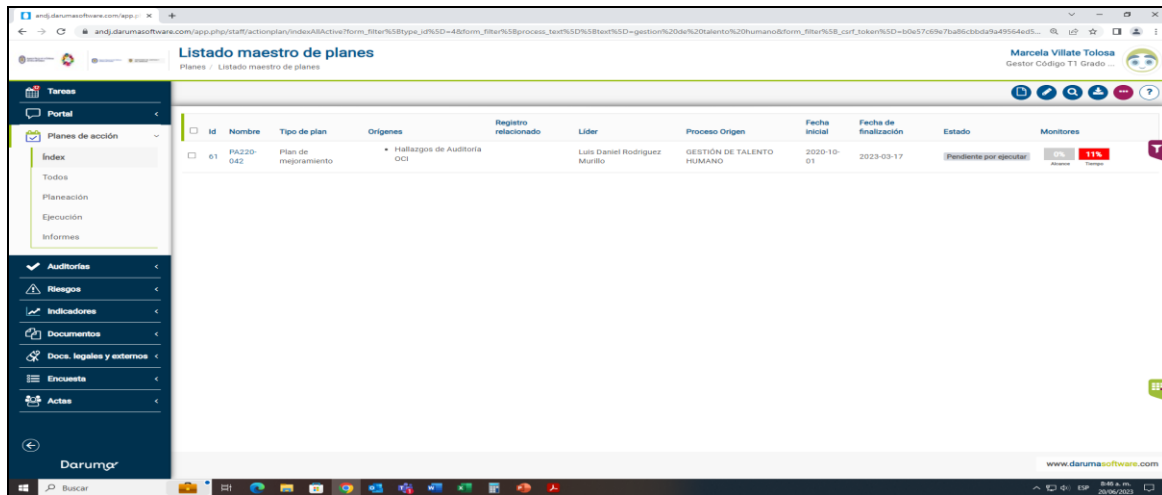 andj.darumasoftware.com/app.p
andj.darumasoftware.com/app.php/staff/actionplan/indexAllActive?form_filter%5Btype_id%5D=4&form_filter%5Bprocess_text%5D%5Btext%5D=gestion%20de%20talento%20humano&form_filter%5B_csrf_token%5D=b0e57c69e7ba86cbbda9a49564ed5...
Listado maestro de planes
Planes / Listado maestro de planes
Marcela Villate Tolosa
Gestor Código T1 Grado ...
Tareas
Portal
Planes de acción
Índex
Todos
Planeación
Ejecución
Informes
Auditorías
Riesgos
Indicadores
Documentos
Docs. legales y externos
Encuesta
Actas
Daruma
Id Nombre Tipo de plan Orígenes Registro relacionado Líder Proceso Origen Fecha inicial Fecha de finalización Estado Monitores
61 PA220-042 Plan de mejoramiento • Hallazgos de Auditoría OCI Luis Daniel Rodriguez Murillo GESTIÓN DE TALENTO HUMANO 2020-10-01 2023-03-17 Pendiente por ejecutar 0% 11%
Alcance Tiempo
www.darumasoftware.com
Buscar
ESP
8:46 a. m.
20/06/2023